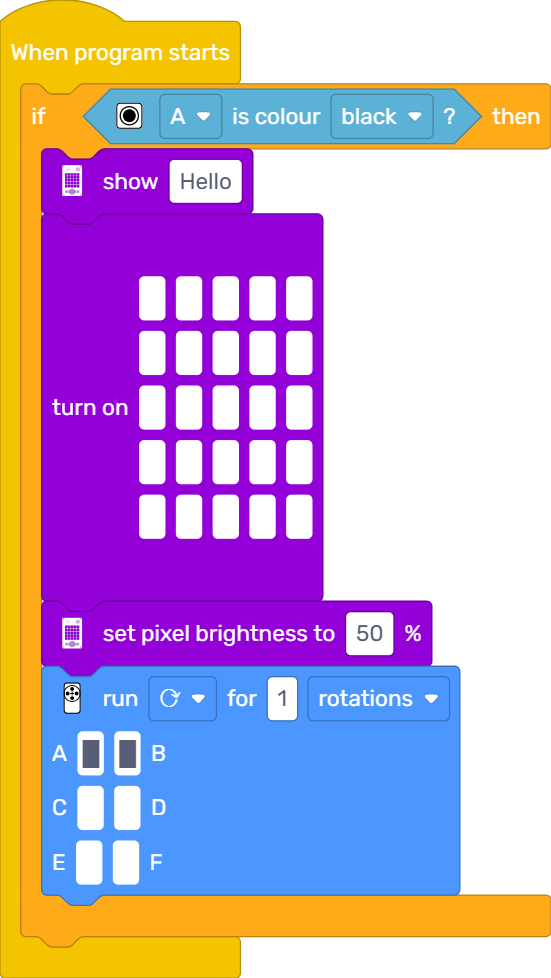 When program starts
if A is colour black ? then
show Hello
turn on
set pixel brightness to 50 %
run for 1 rotations
A B
C D
E F